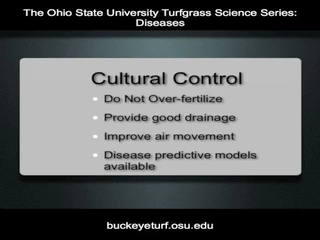 The Ohio State University Turfgrass Science Series:
Diseases
Cultural Control
• Do Not Over-fertilize
• Provide good drainage
• Improve air movement
• Disease predictive models
available
buckeyeturf.osu.edu